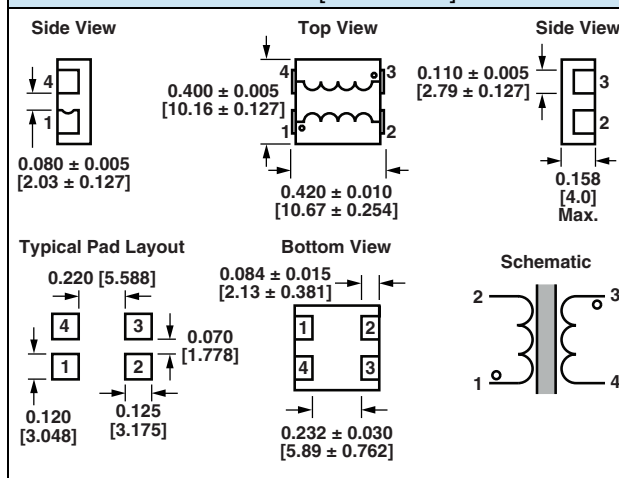 Side View
4
1
0.080 ± 0.005
[2.03 ± 0.127]
Top View
0.400 ± 0.005
[10.16 ± 0.127]
4
3
1
2
0.420 ± 0.010
[10.67 ± 0.254]
Side View
0.110 ± 0.005
[2.79 ± 0.127]
3
2
0.158
[4.0]
Max.
Typical Pad Layout
0.220 [5.588]
4
3
1
2
0.070
[1.778]
0.120
[3.048]
0.125
[3.175]
Bottom View
0.084 ± 0.015
[2.13 ± 0.381]
1
2
4
3
0.232 ± 0.030
[5.89 ± 0.762]
Schematic
2
3
1
4